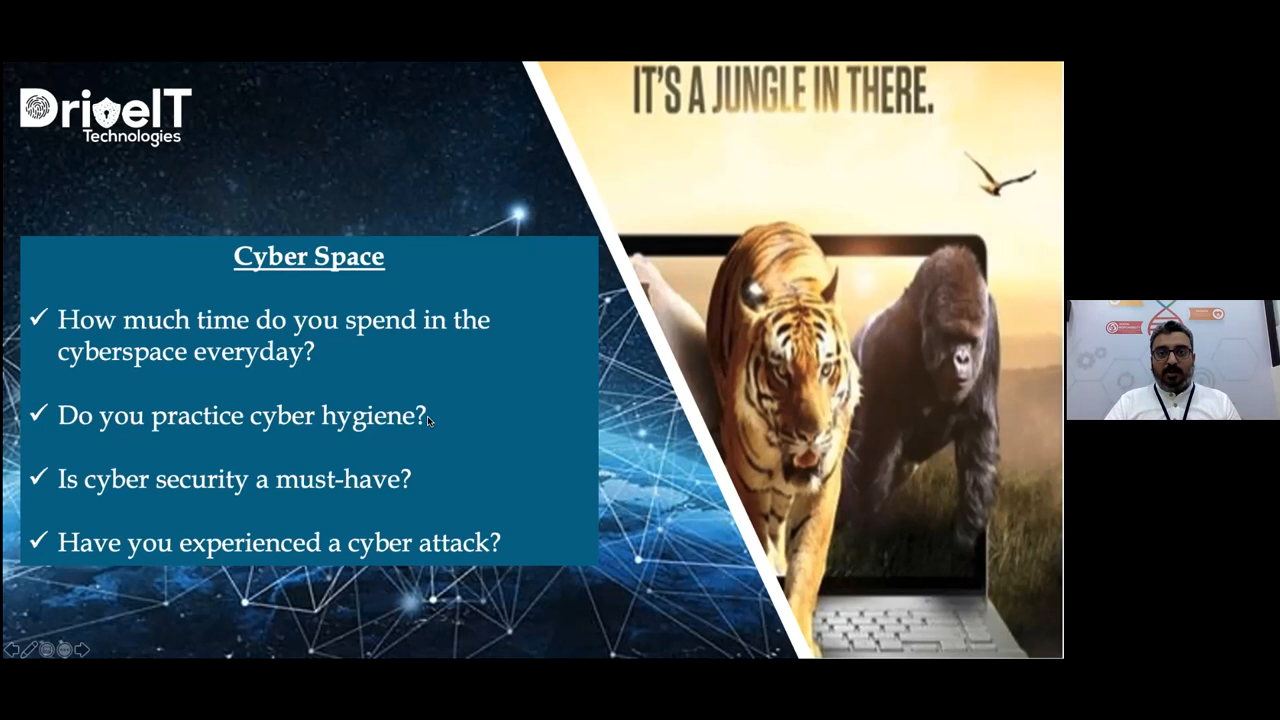 DriveIT
Technologies
IT'S A JUNGLE IN THERE.
Cyber Space
✓ How much time do you spend in the
cyberspace everyday?
✓ Do you practice cyber hygiene?
✓ Is cyber security a must-have?
✓ Have you experienced a cyber attack?